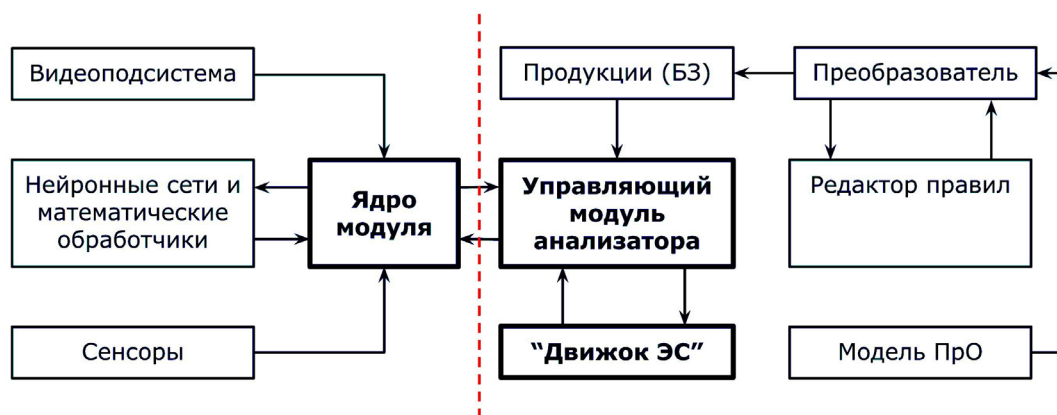 Видеоподсистема
Продукции (БЗ)
Преобразователь
Нейронные сети и
математические
обработчики
Ядро
модуля
Управляющий
модуль
анализатора
Редактор правил
Сенсоры
“Движок ЭС”
Модель ПрО